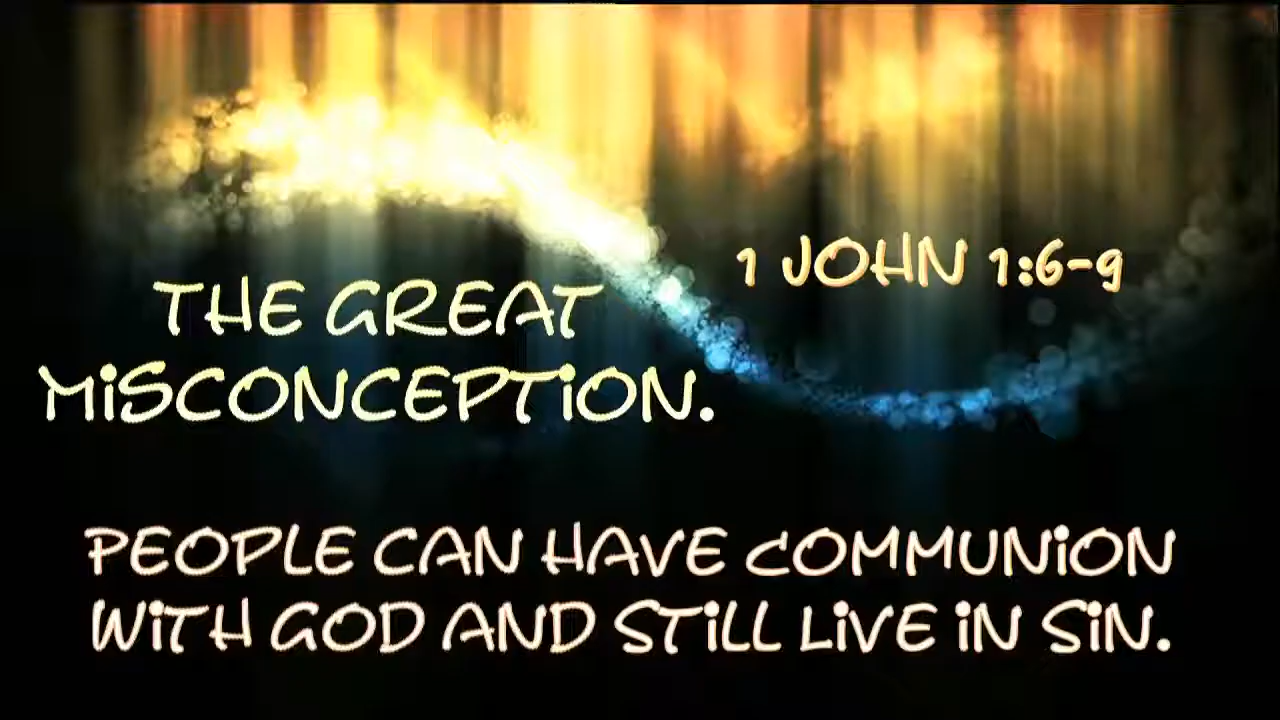 1 JOHN 1:6-9
THE GREAT
MiSCONCEPTiON.
PEOPLE CAN HAVE COMMUNiON
WiTH GOD AND STiLL LiVE iN SiN.